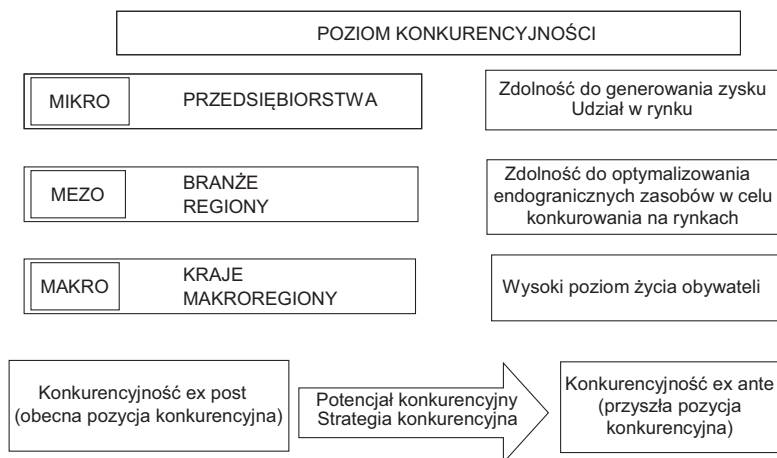 POZIOM KONKURENCYJNOŚCI
MIKRO
PRZEDSIĘBIORSTWA
Zdolność do generowania zysku
Udział w rynku
MEZO
BRANŻE
REGIONY
Zdolność do optymalizowania
endogranicznych zasobów w celu
konkurowania na rynkach
MAKRO
KRAJE
MAKROREGIONY
Wysoki poziom życia obywateli
Konkurencyjność ex post
(obecna pozycja konkurencyjna)
Potencjał konkurencyjny
Strategia konkurencyjna
Konkurencyjność ex ante
(przyszła pozycja
konkurencyjna)